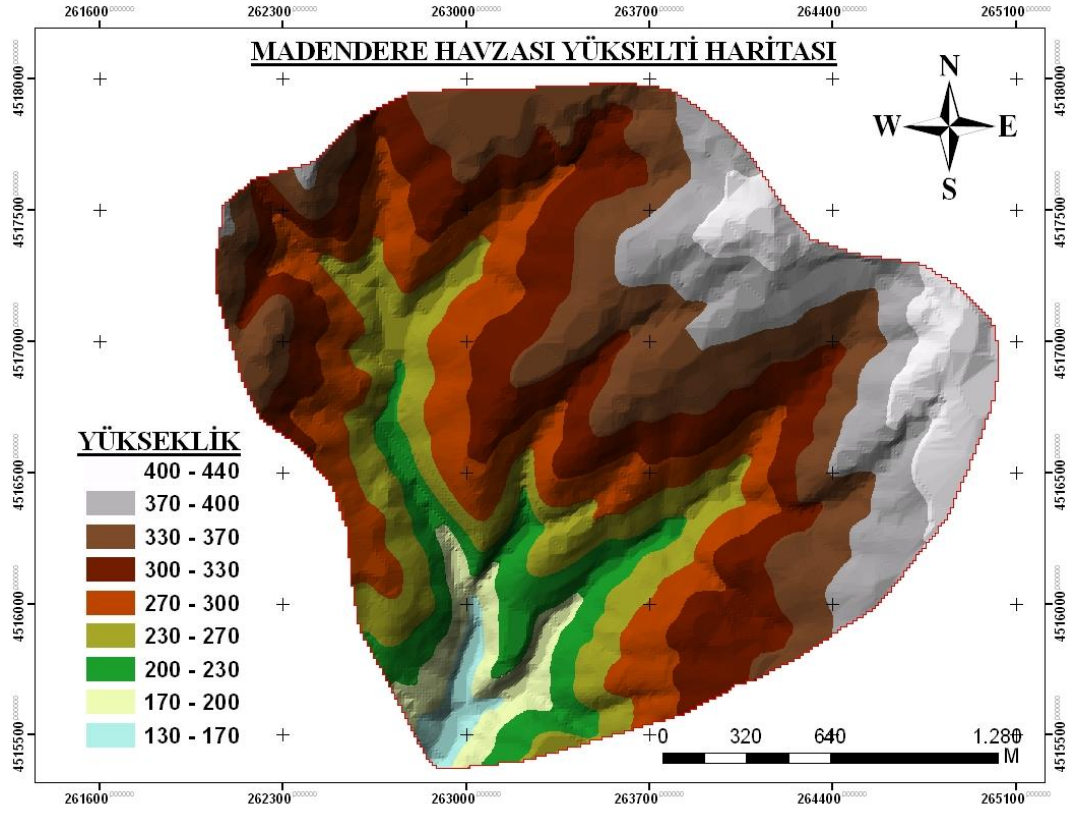 261600 262300 263000 263700 264400 265100
MADENDERE HAVZASI YÜKSELTİ HARİTASI
N
W E
S
4518000 4518000
4517500 4517500
4517000 4517000
4516500 4516500
4516000 4516000
4515500 4515500
YÜKSEKLİK
400 - 440
370 - 400
330 - 370
300 - 330
270 - 300
230 - 270
200 - 230
170 - 200
130 - 170
0 320 640 1.280
M
261600 262300 263000 263700 264400 265100